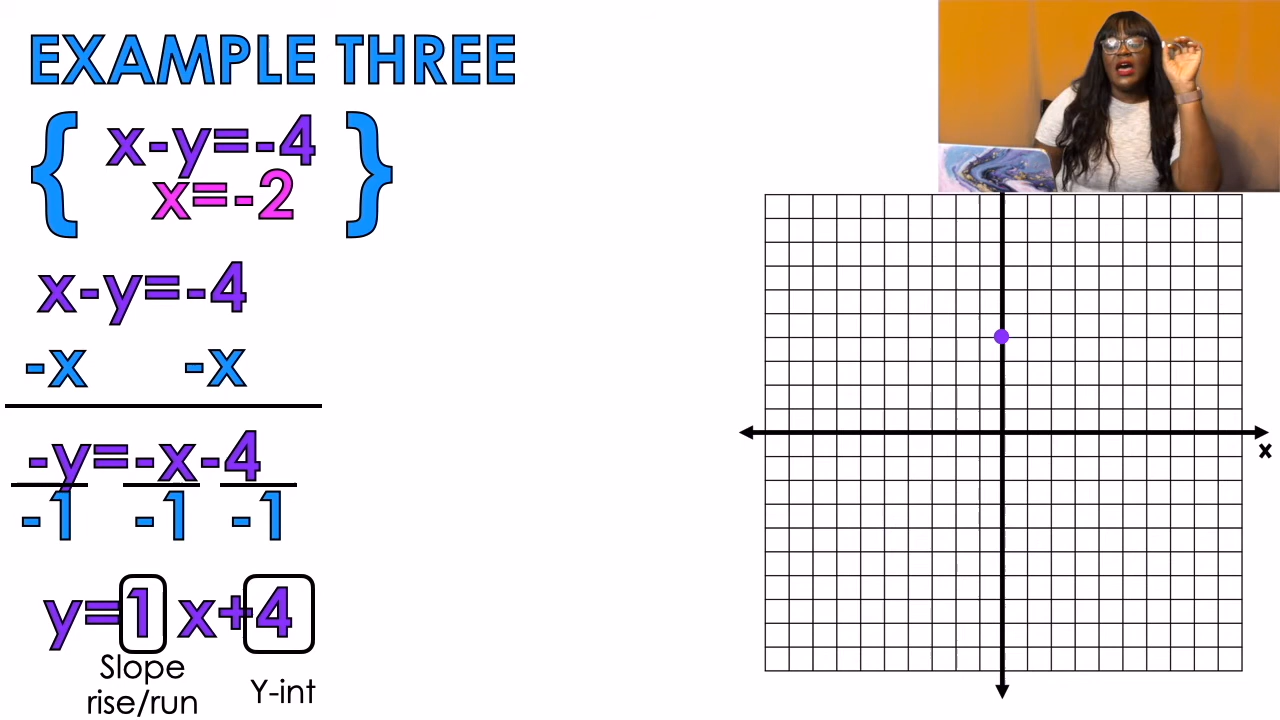 EXAMPLE THREE
{ x-y=-4
x=-2 }
x-y=-4
-x -x
-y=-x-4
-1 -1 -1
y=1x+4
Slope
rise/run
Y-int
x